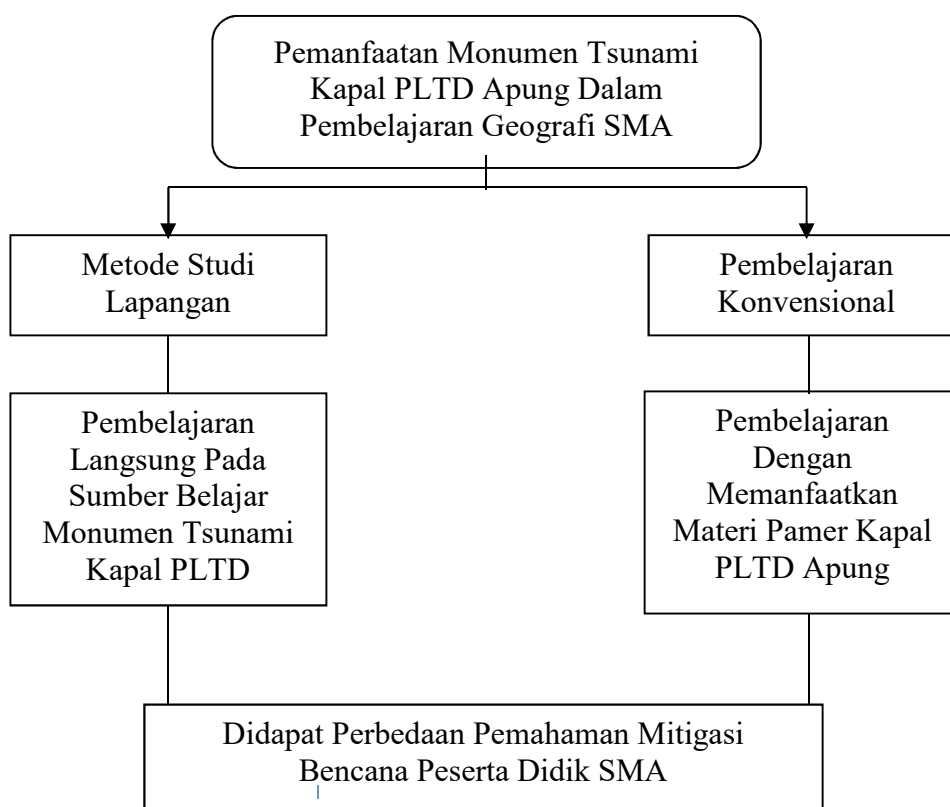 Pemanfaatan Monumen Tsunami
Kapal PLTD Apung Dalam
Pembelajaran Geografi SMA
Metode Studi
Lapangan
Pembelajaran
Konvensional
Pembelajaran
Langsung Pada
Sumber Belajar
Monumen Tsunami
Kapal PLTD
Pembelajaran
Dengan
Memanfaatkan
Materi Pamer Kapal
PLTD Apung
Didapat Perbedaan Pemahaman Mitigasi
Bencana Peserta Didik SMA